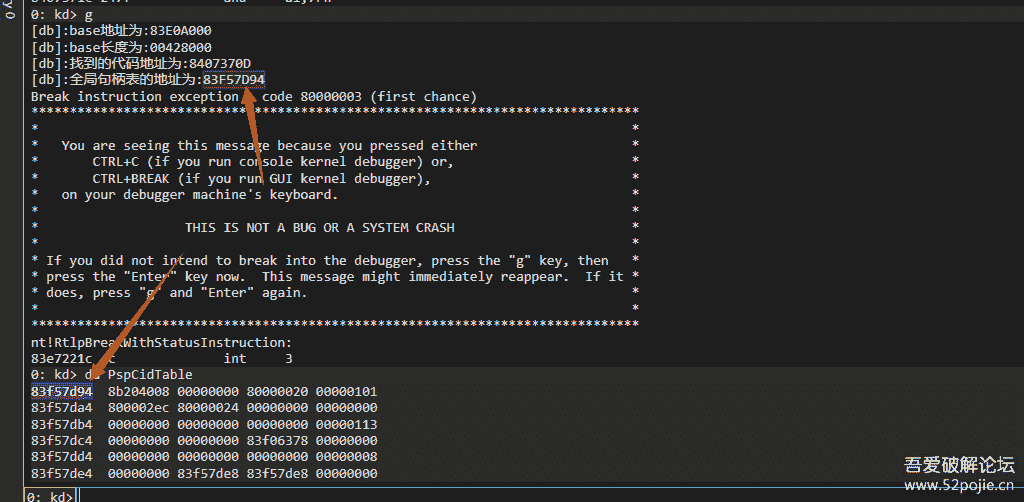 0: kd> g
[db]:base地址为:83E0A000
[db]:base长度为:00428000
[db]:找到的代码地址为:8407370D
[db]:全局句柄表的地址为:83F57D94
Break instruction exception code 80000003 (first chance)
*******************************************************************************
*                                                                             *
*   You are seeing this message because you pressed either                    *
*       CTRL+C (if you run console kernel debugger) or,                       *
*       CTRL+BREAK (if you run GUI kernel debugger),                          *
*   on your debugger machine's keyboard.                                      *
*                                                                             *
*                   THIS IS NOT A BUG OR A SYSTEM CRASH                       *
*                                                                             *
* If you did not intend to break into the debugger, press the "g" key, then   *
* press the "Enter" key now.  This message might immediately reappear.  If it *
* does, press "g" and "Enter" again.                                          *
*                                                                             *
*******************************************************************************
nt!RtlpBreakWithStatusInstruction:
83e7221c int     3
0: kd> PspCidTable
83f57d94  8b204008 00000000 80000020 00000101
83f57da4  800002ec 80000024 00000000 00000000
83f57db4  00000000 00000000 00000000 00000113
83f57dc4  00000000 00000000 83f06378 00000000
83f57dd4  00000000 00000000 00000000 00000008
83f57de4  00000000 83f57de8 83f57de8 00000000
吾爱破解论坛
www.52pojie.cn
0: kd>